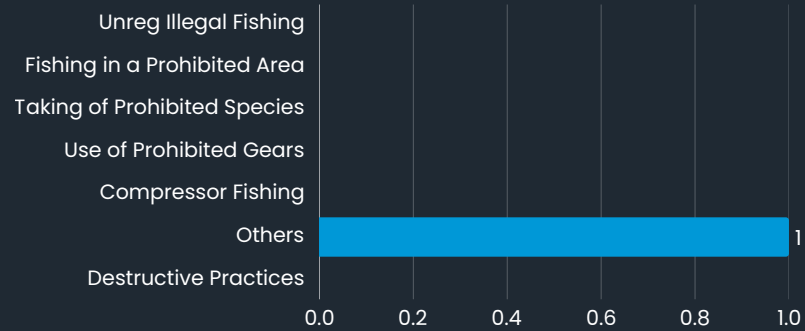 Unreg Illegal Fishing
Fishing in a Prohibited Area
Taking of Prohibited Species
Use of Prohibited Gears
Compressor Fishing
Others
1
Destructive Practices
0.0 0.2 0.4 0.6 0.8 1.0